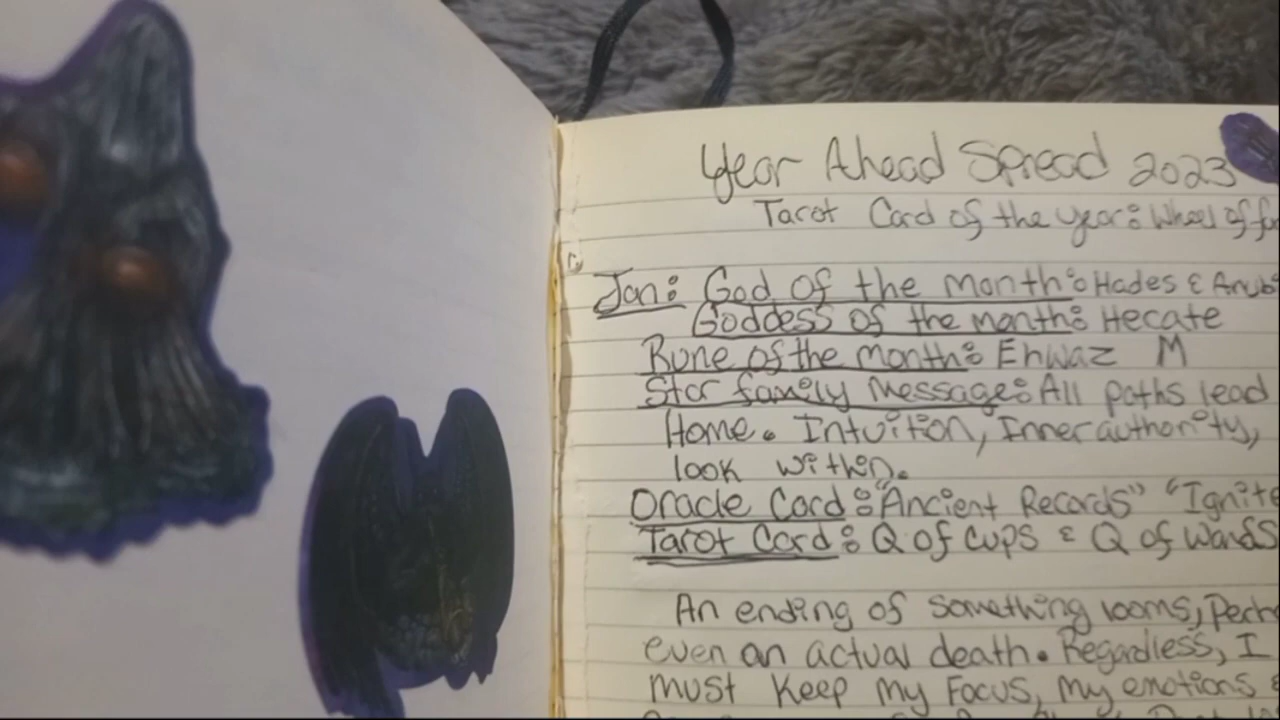 Year Ahead Spread 2023
Tarot Card of the year: Wheel of
Jan: God of the month: Hades & Anubi
Goddess of the month: Hecate
Rune of the month: Ehwaz M
Star family Message: All paths lead
Home. Intuition, Inner authority,
look within.
Oracle Card: "Ancient Records" "Ignite
Tarot Card: Q of Cups & Q of Wands
An ending of something looms, Perh
even an actual death. Regardless, I
must keep my Focus, my emotions &